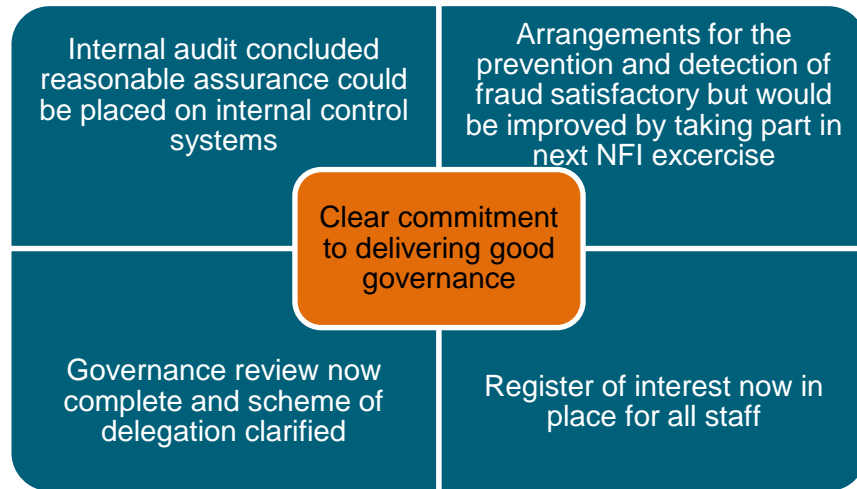 Internal audit concluded
reasonable assurance could
be placed on internal control
systems
Arrangements for the
prevention and detection of
fraud satisfactory but would
be improved by taking part in
next NFI excercise
Clear commitment
to delivering good
governance
Governance review now
complete and scheme of
delegation clarified
Register of interest now in
place for all staff